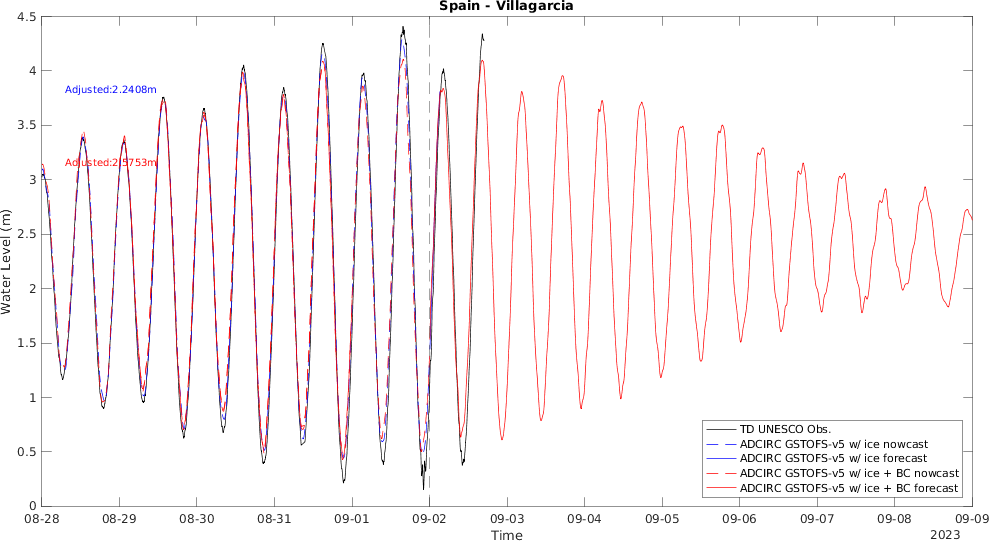 Spain - Villagarcia
4.5
4
3.5
3
2.5
2
1.5
1
0.5
0
Water Level (m)
Adjusted:2.2408m
Adjusted:2.5753m
TD UNESCO Obs.
ADCIRC GSTOFS-v5 w/ ice nowcast
ADCIRC GSTOFS-v5 w/ ice forecast
ADCIRC GSTOFS-v5 w/ ice + BC nowcast
ADCIRC GSTOFS-v5 w/ ice + BC forecast
08-28 08-29 08-30 08-31 09-01 09-02 09-03 09-04 09-05 09-06 09-07 09-08 09-09
Time
2023